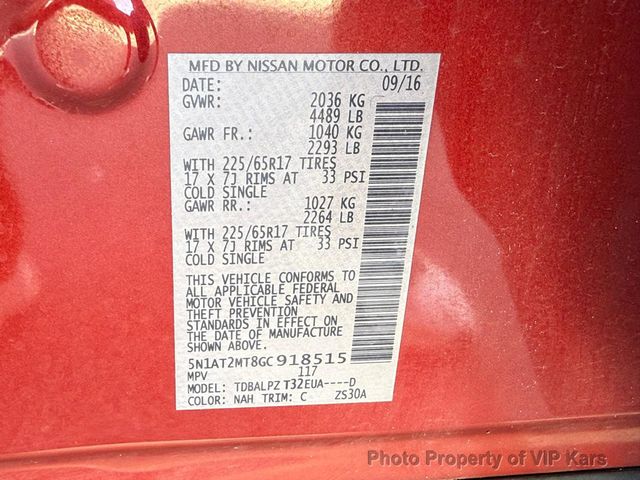 MFD BY NISSAN MOTOR CO., LTD.
DATE: 09/16
GVWR: 2036 KG
4489 LB
GAWR FR.: 1040 KG
2293 LB
WITH 225/65R17 TIRES
17 X 7J RIMS AT 33 PSI
COLD SINGLE
GAWR RR.: 1027 KG
2264 LB
WITH 225/65R17 TIRES
17 X 7J RIMS AT 33 PSI
COLD SINGLE
THIS VEHICLE CONFORMS TO
ALL APPLICABLE FEDERAL
MOTOR VEHICLE SAFETY AND
THEFT PREVENTION
STANDARDS IN EFFECT ON
THE DATE OF MANUFACTURE
SHOWN ABOVE.
5N1AT2MT8GC918515
MPV 117
MODEL: TDBALPZ T32EUA----D
COLOR: NAH TRIM: C ZS30A
Photo Property of VIP Kars